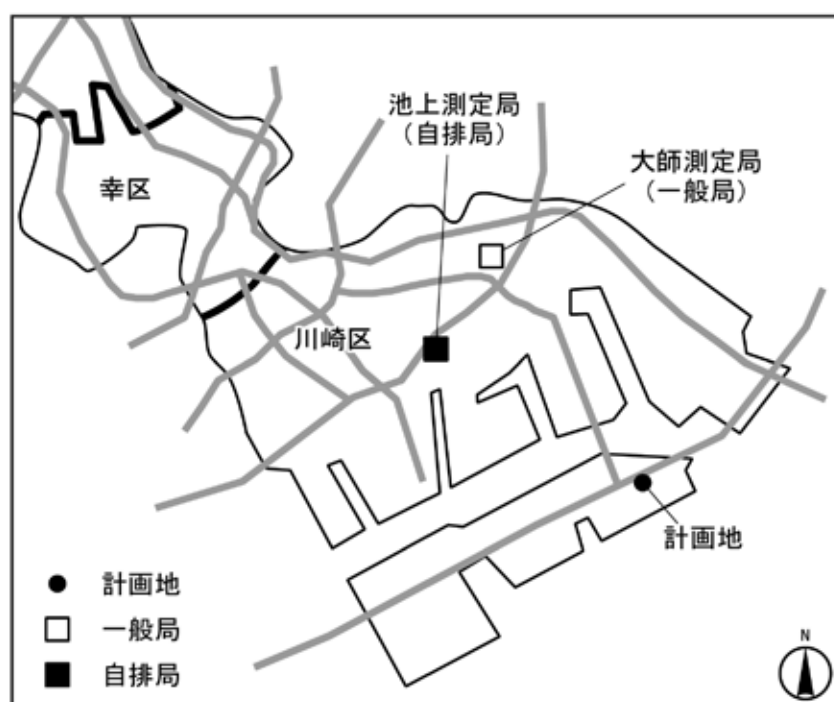 池上測定局
（自排局）
大師測定局
（一般局）
幸区
川崎区
計画地
計画地
一般局
自排局
N